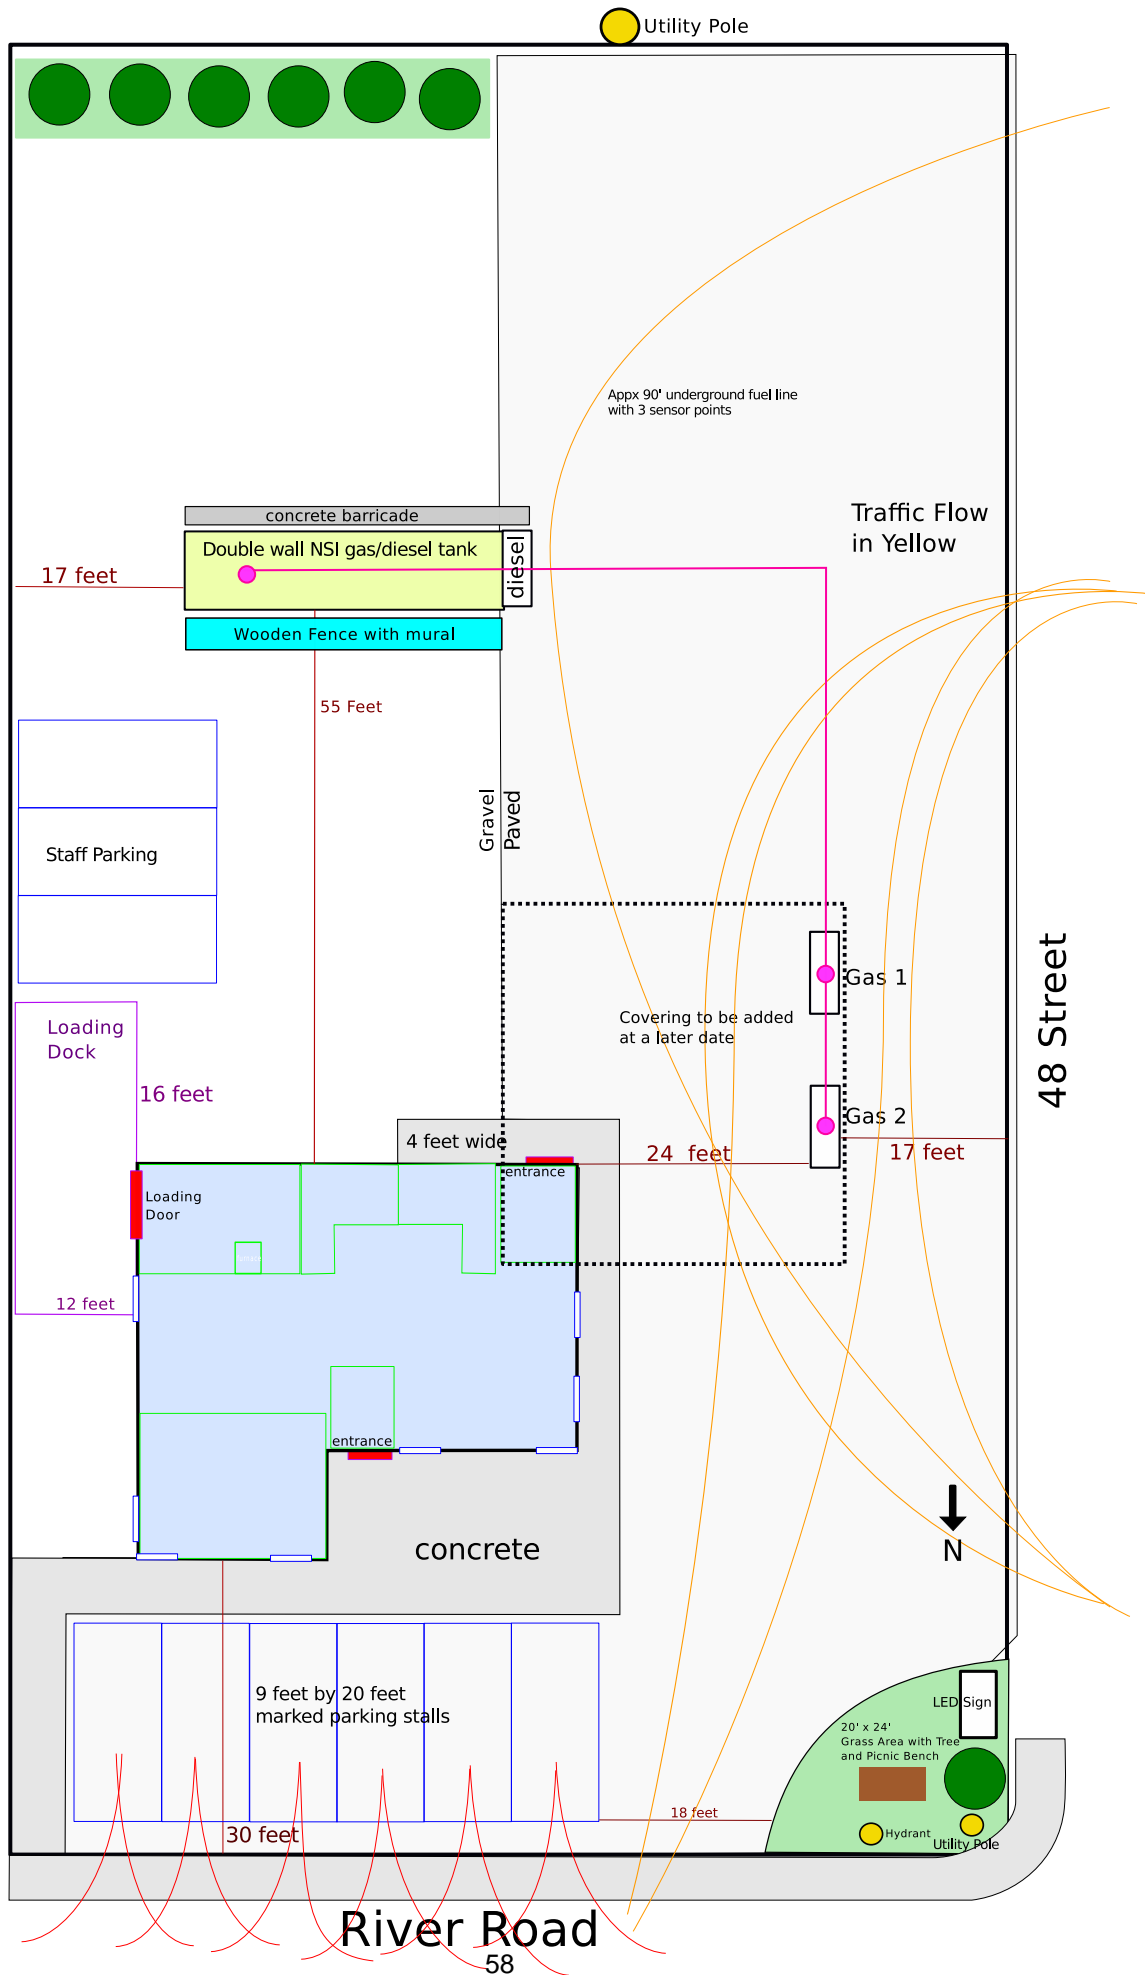 Utility Pole
Appx 90' underground fuel line
with 3 sensor points
concrete barricade
Double wall NSI gas/diesel tank
diesel
Traffic Flow
in Yellow
17 feet
Wooden Fence with mural
55 Feet
Gravel
Paved
Staff Parking
Gas 1
48 Street
Covering to be added
at a later date
Loading
Dock
16 feet
Gas 2
4 feet wide
24 feet
17 feet
entrance
Loading
Door
12 feet
entrance
concrete
N
9 feet by 20 feet
marked parking stalls
LED Sign
20' x 24'
Grass Area with Tree
and Picnic Bench
18 feet
30 feet
Hydrant
Utility Pole
River Road
58